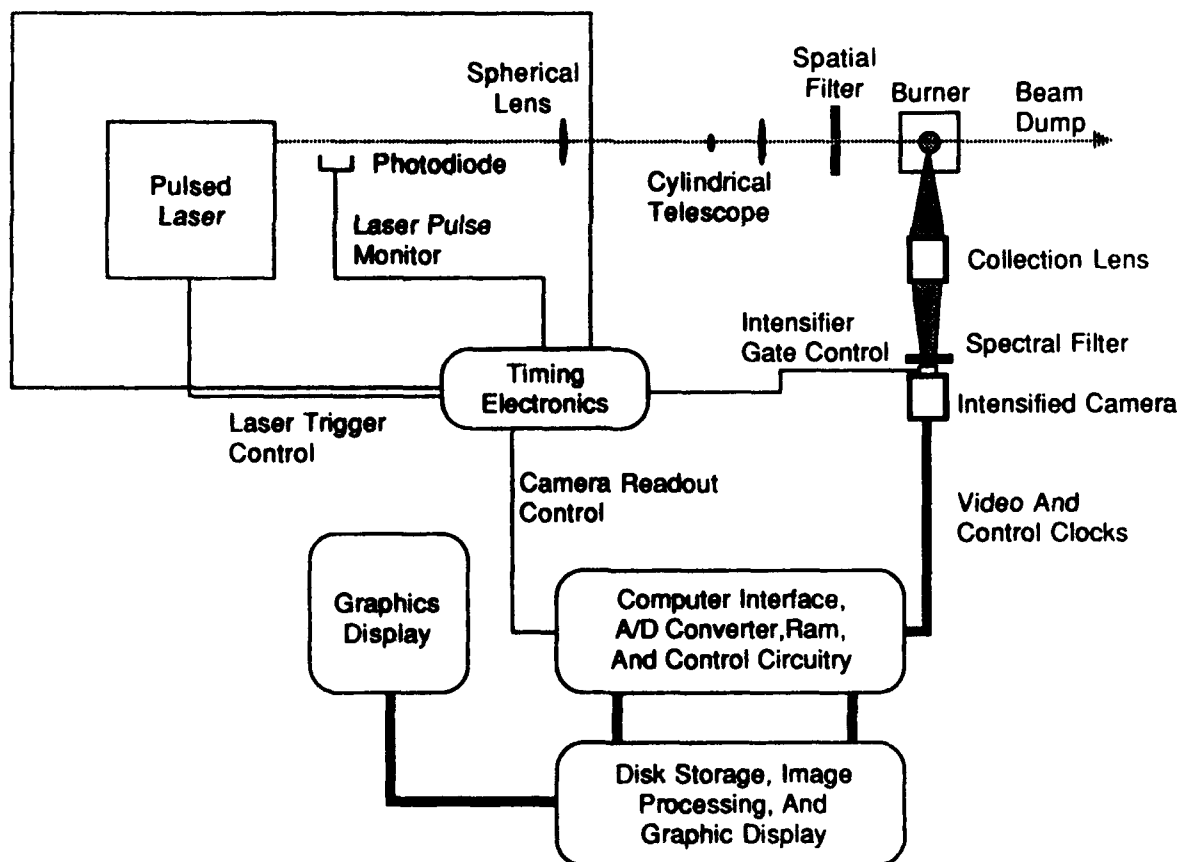 Spherical
Lens
Spatial
Filter
Burner
Beam
Dump
Pulsed
Laser
Photodiode
Cylindrical
Telescope
Laser Pulse
Monitor
Collection Lens
Intensifier
Gate Control
Spectral Filter
Timing
Electronics
Intensified Camera
Laser Trigger
Control
Camera Readout
Control
Video And
Control Clocks
Graphics
Display
Computer Interface,
A/D Converter,Ram,
And Control Circuitry
Disk Storage, Image
Processing, And
Graphic Display